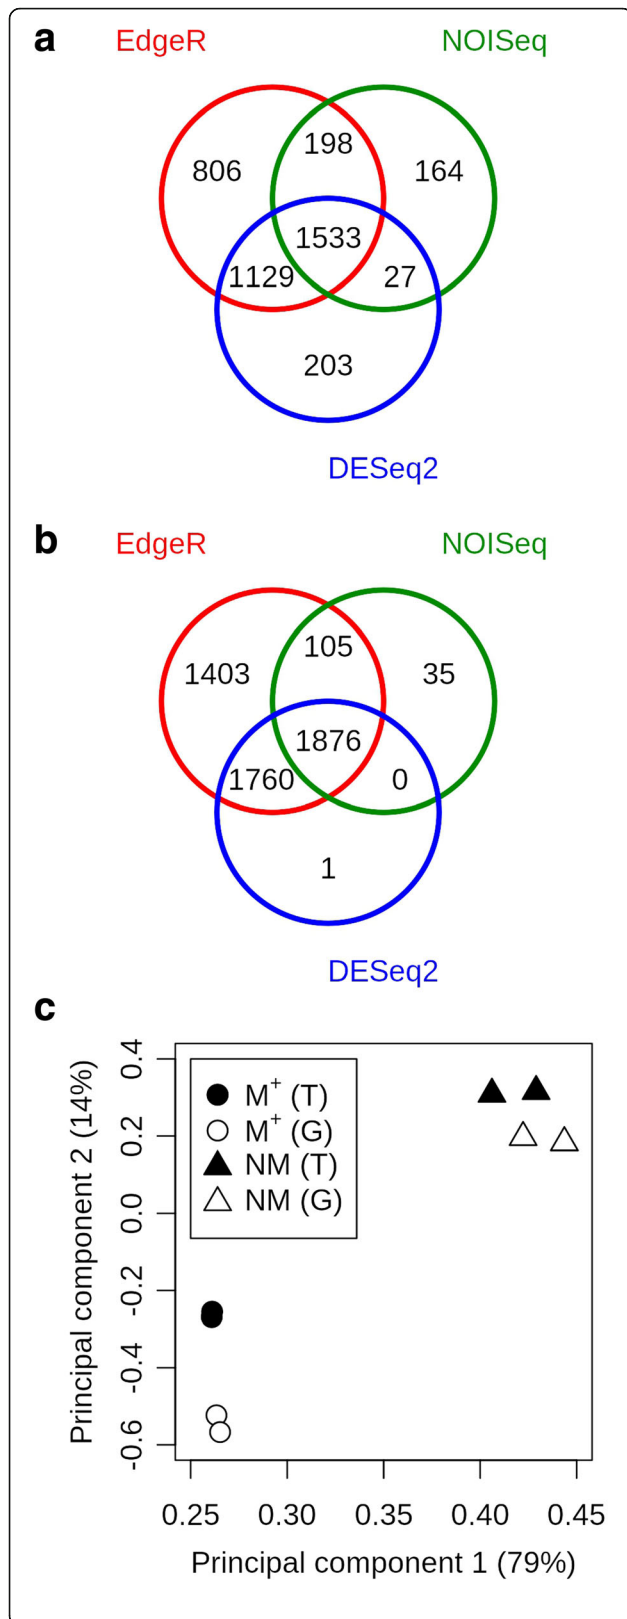 a
EdgeR NOISeq
198
806 164
1533
1129 27
203
DESeq2
b
EdgeR NOISeq
105
1403 35
1876
1760 0
1
DESeq2
c
Principal component 2 (14%)
0.4
0.2
0.0
-0.2
-0.4
-0.6
M+ (T)
M+ (G)
NM (T)
NM (G)
0.25 0.30 0.35 0.40 0.45
Principal component 1 (79%)